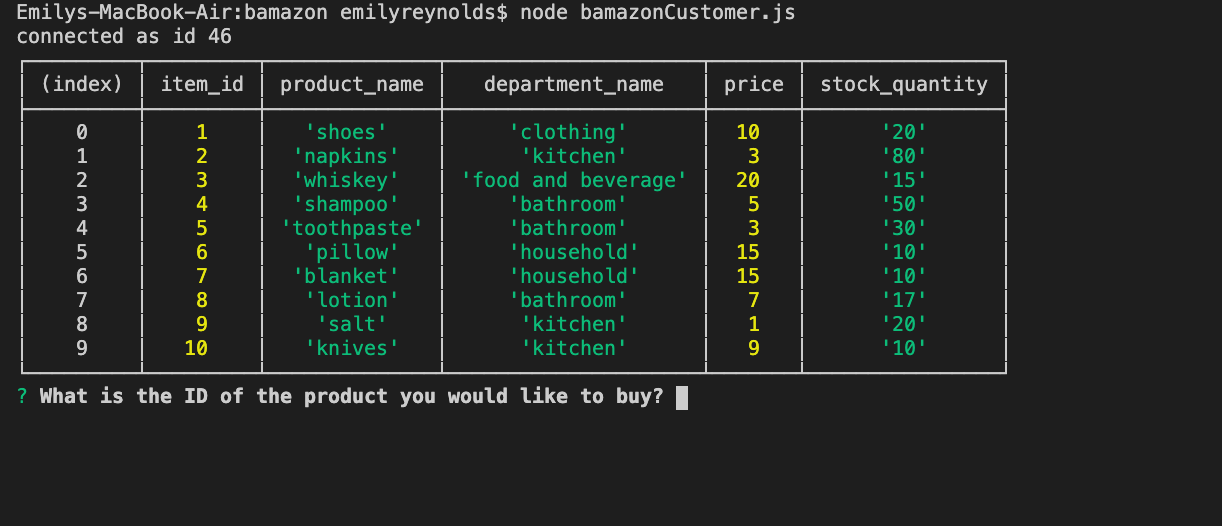 Emilys-MacBook-Air:bamazon emilyreynolds$ node bamazonCustomer.js
connected as id 46
(index) item_id product_name department_name price stock_quantity
0 1 'shoes' 'clothing' 10 '20'
1 2 'napkins' 'kitchen' 3 '80'
2 3 'whiskey' 'food and beverage' 20 '15'
3 4 'shampoo' 'bathroom' 5 '50'
4 5 'toothpaste' 'bathroom' 3 '30'
5 6 'pillow' 'household' 15 '10'
6 7 'blanket' 'household' 15 '10'
7 8 'lotion' 'bathroom' 7 '17'
8 9 'salt' 'kitchen' 1 '20'
9 10 'knives' 'kitchen' 9 '10'
? What is the ID of the product you would like to buy?